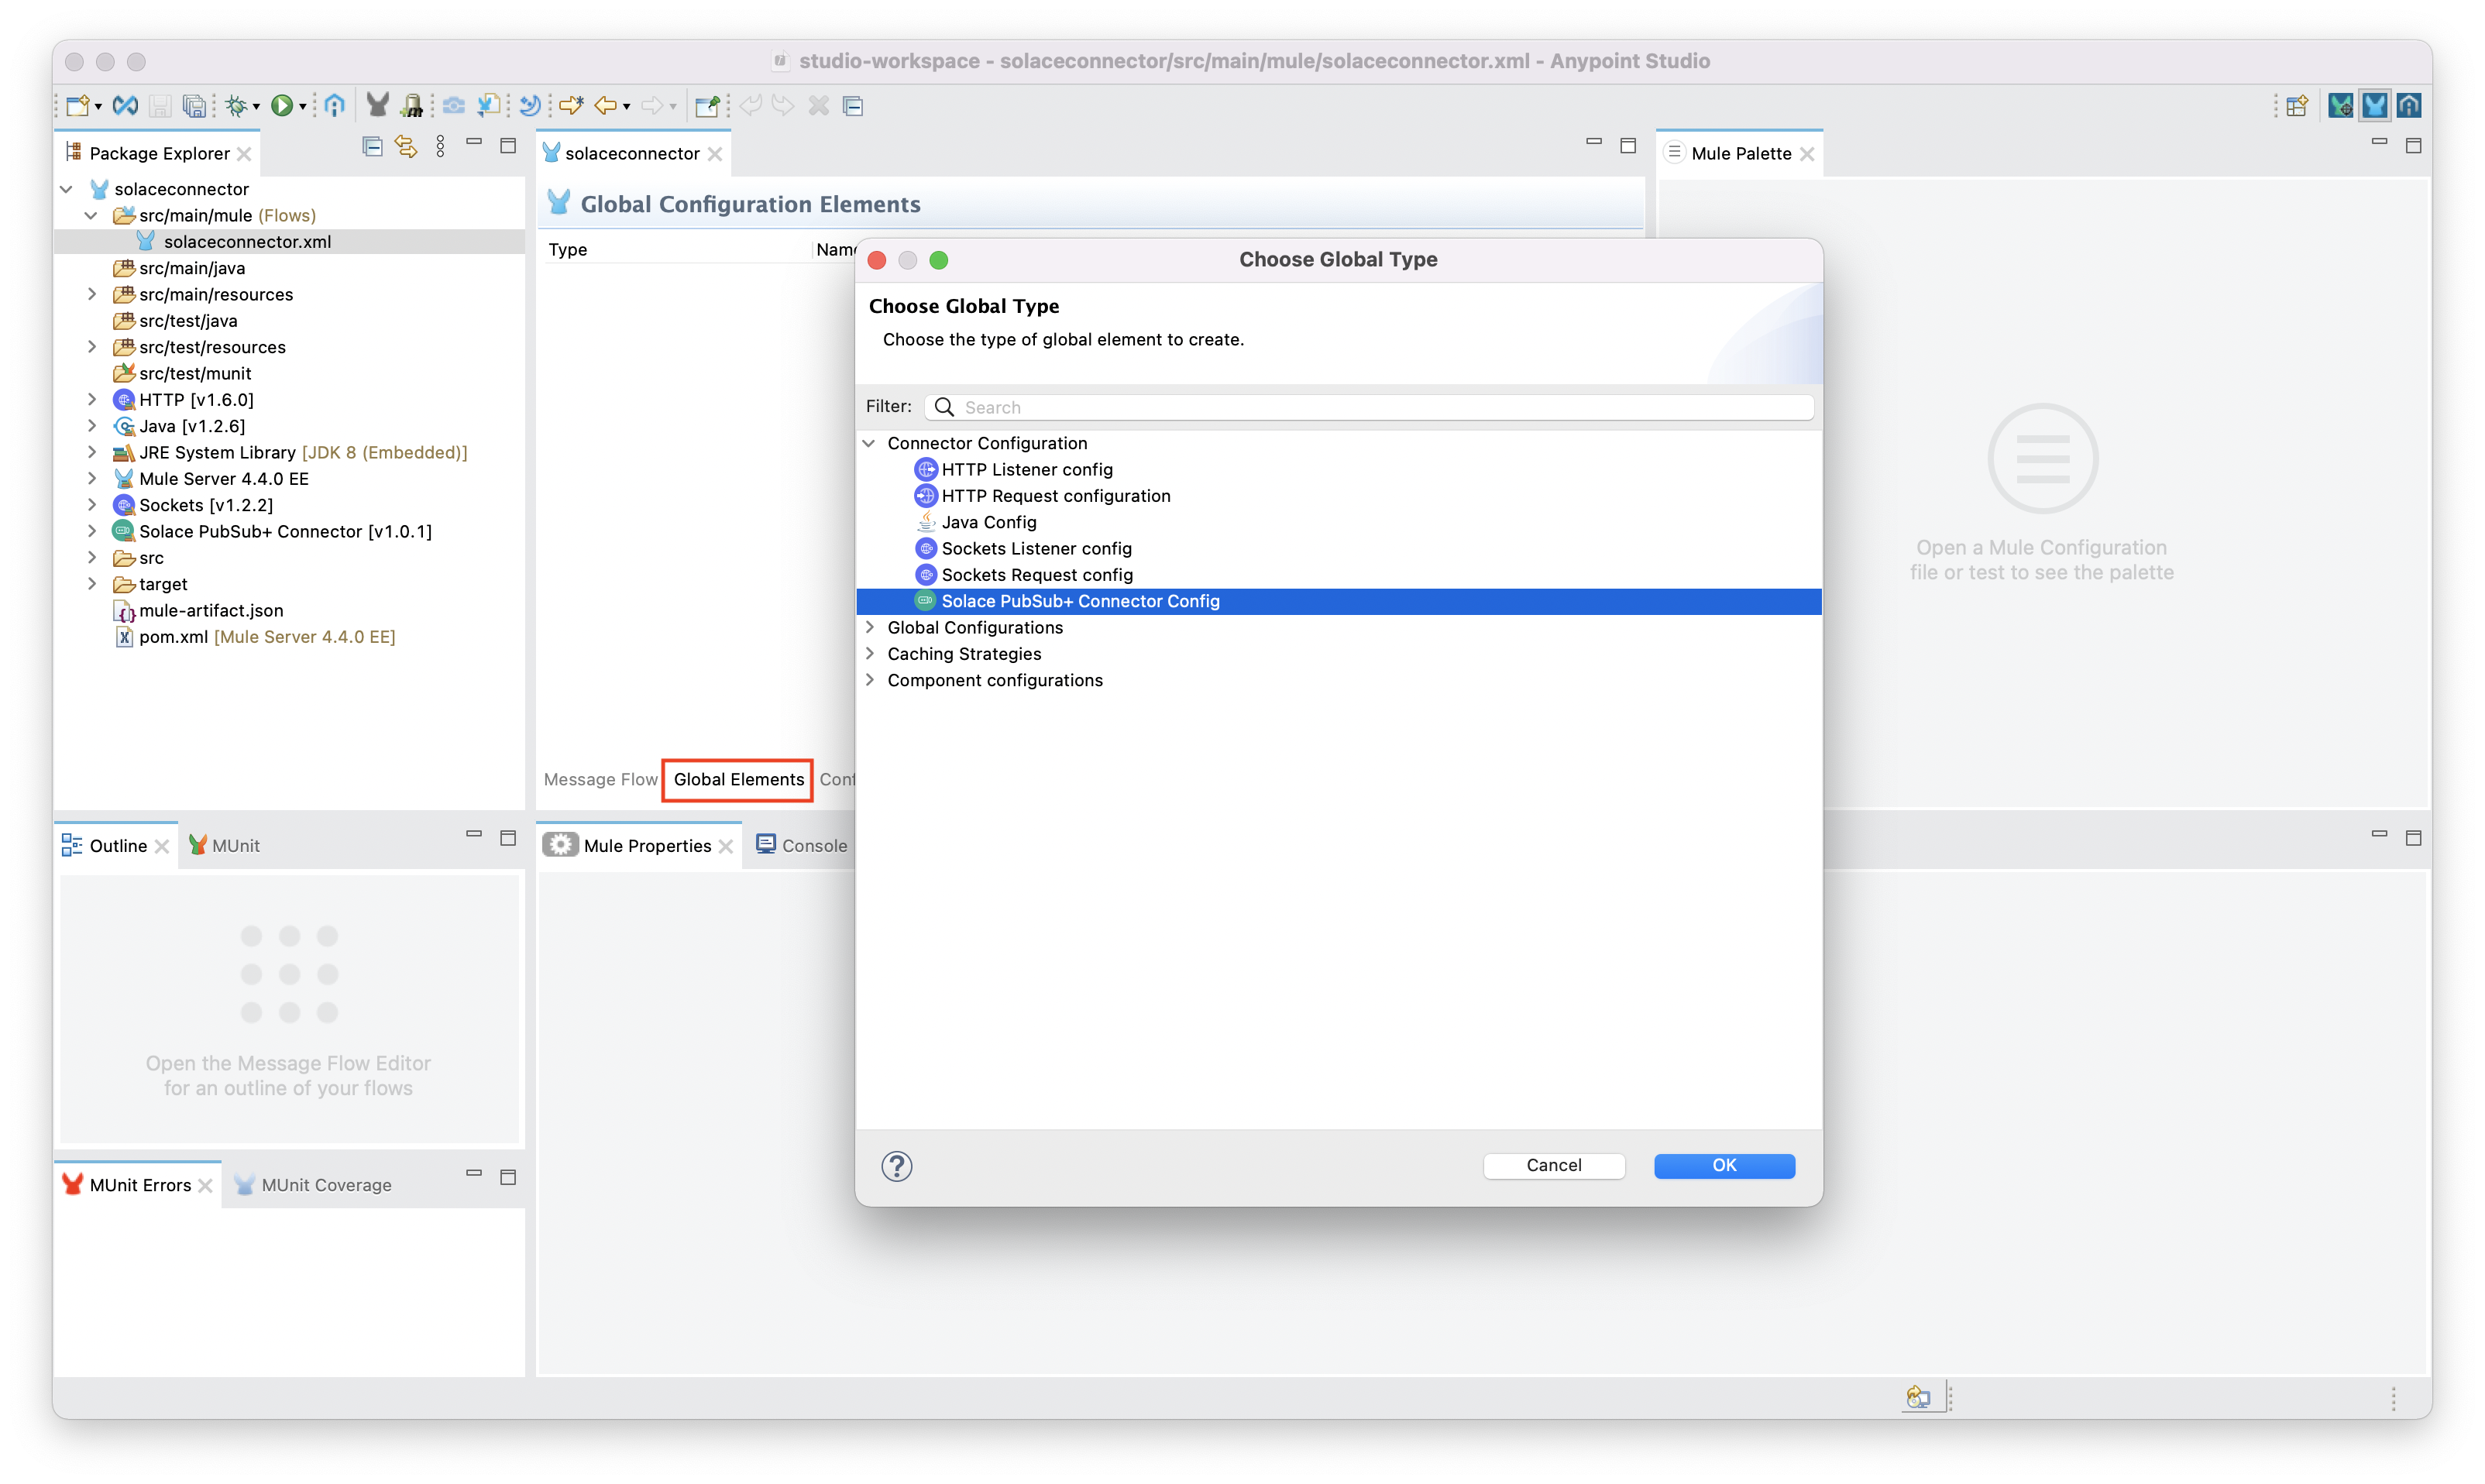 studio-workspace - solaceconnector/src/main/mule/solaceconnector.xml - Anypoint Studio
Package Explorer
solaceconnector
src/main/mule (Flows)
solaceconnector.xml
src/main/java
src/main/resources
src/test/java
src/test/resources
src/test/munit
HTTP [v1.6.0]
Java [v1.2.6]
JRE System Library [JDK 8 (Embedded)]
Mule Server 4.4.0 EE
Sockets [v1.2.2]
Solace PubSub+ Connector [v1.0.1]
src
target
mule-artifact.json
pom.xml [Mule Server 4.4.0 EE]
solaceconnector
Global Configuration Elements
Type
Name
Message Flow
Global Elements
Conf
Choose Global Type
Choose Global Type
Choose the type of global element to create.
Filter:
Search
Connector Configuration
HTTP Listener config
HTTP Request configuration
Java Config
Sockets Listener config
Sockets Request config
Solace PubSub+ Connector Config
Global Configurations
Caching Strategies
Component configurations
?
Cancel
OK
Mule Palette
Open a Mule Configuration
file or test to see the palette
Outline
MUnit
Open the Message Flow Editor
for an outline of your flows
Mule Properties
Console
MUnit Errors
MUnit Coverage